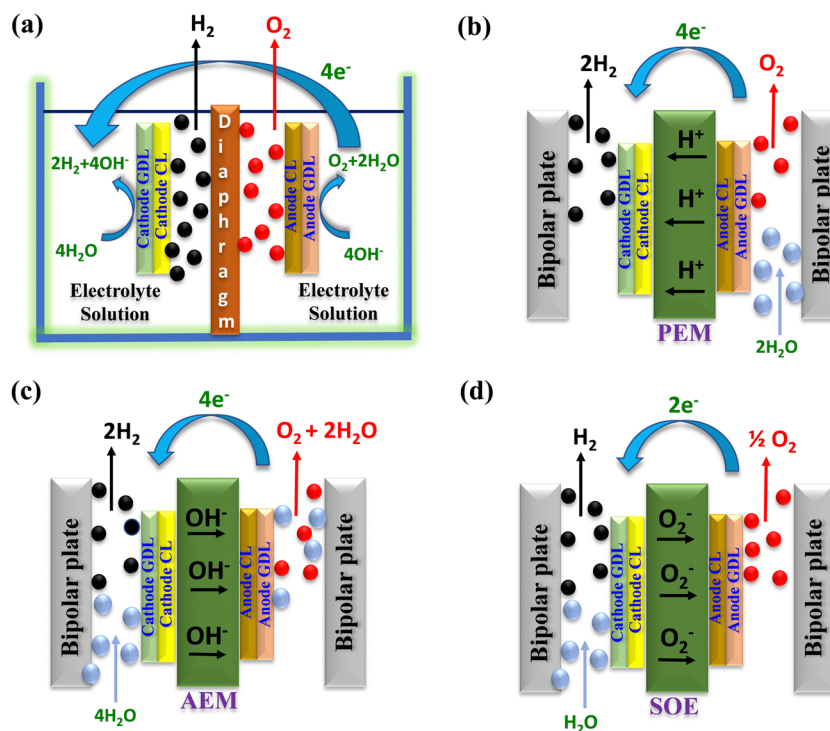 (a)
H₂
O₂
4e⁻
2H₂+4OH⁻
4H₂O
Cathode GDL
Cathode CL
Diaphragm
Anode CL
Anode GDL
O₂+2H₂O
4OH⁻
Electrolyte
Solution
Electrolyte
Solution
(b)
4e⁻
2H₂
O₂
Bipolar plate
Cathode GDL
Cathode CL
H⁺
H⁺
H⁺
Anode CL
Anode GDL
Bipolar plate
PEM
2H₂O
(c)
4e⁻
2H₂
O₂ + 2H₂O
Bipolar plate
Cathode GDL
Cathode CL
OH⁻
OH⁻
OH⁻
Anode CL
Anode GDL
Bipolar plate
4H₂O
AEM
(d)
2e⁻
H₂
½ O₂
Bipolar plate
Cathode GDL
Cathode CL
O₂⁻
O₂⁻
O₂⁻
Anode CL
Anode GDL
Bipolar plate
H₂O
SOE